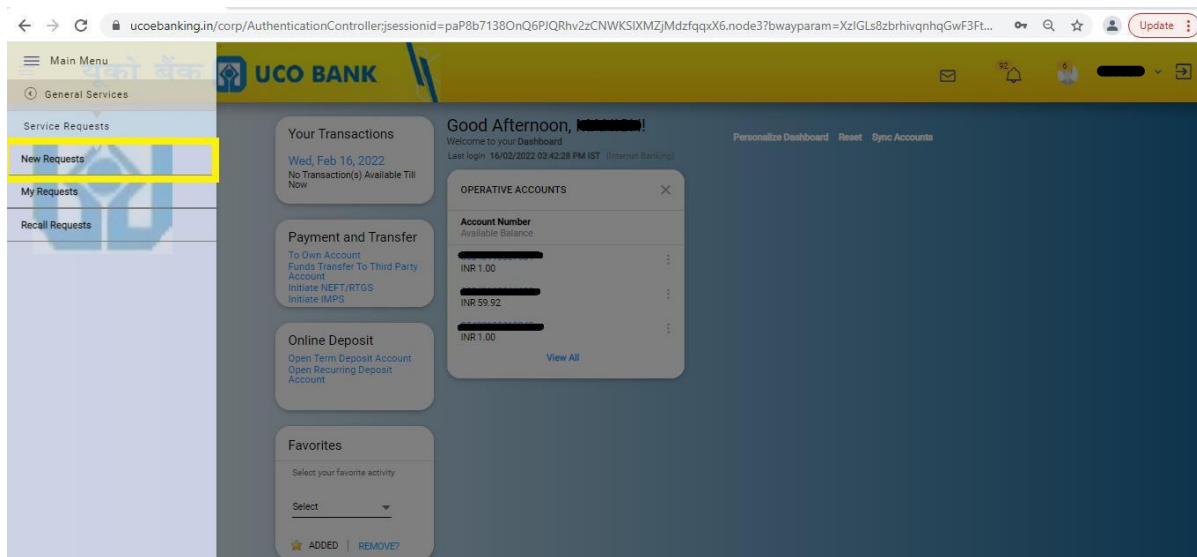 ucoebanking.in/corp/AuthenticationController;jsessionid=paP8b7138OnQ6PJQRhv2zCNWKSIXMZjMdzfqqxX6.node3?bwayparam=XzIGLs8zbrhivqnhqGwF3Ft...
Update
Main Menu
General Services
Service Requests
New Requests
My Requests
Recall Requests
यूको बैंक
UCO BANK
92
6
Your Transactions
Wed, Feb 16, 2022
No Transaction(s) Available Till
Now
Payment and Transfer
To Own Account
Funds Transfer To Third Party
Account
Initiate NEFT/RTGS
Initiate IMPS
Online Deposit
Open Term Deposit Account
Open Recurring Deposit
Account
Favorites
Select your favorite activity
Select
ADDED | REMOVE?
Good Afternoon, !
Welcome to your Dashboard
Last login 16/02/2022 03:42:28 PM IST (Internet Banking)
Personalize Dashboard Reset Sync Accounts
OPERATIVE ACCOUNTS
Account Number
Available Balance
INR 1.00
INR 59.92
INR 1.00
View All